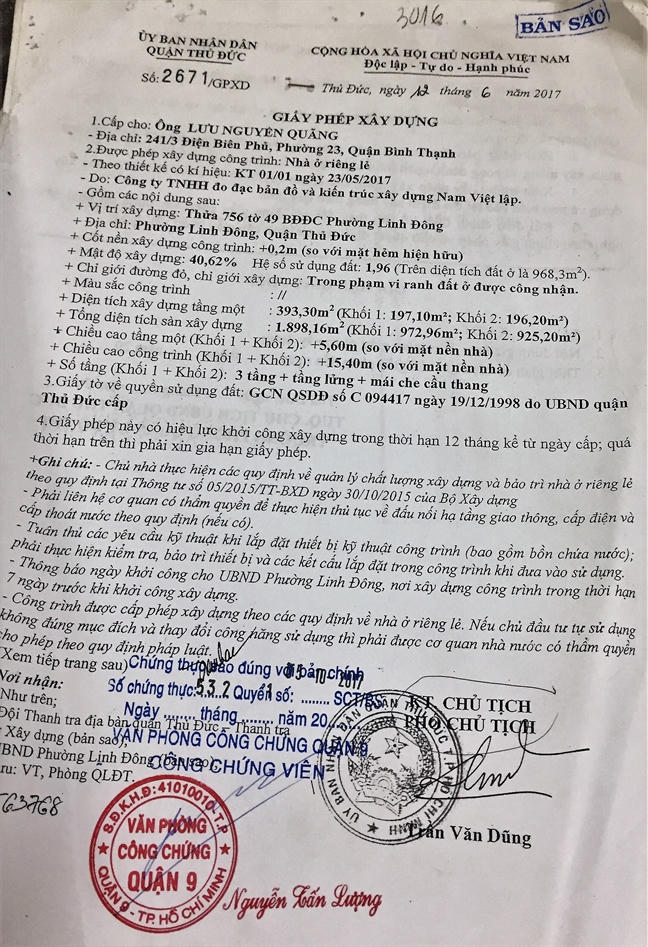 3016
BẢN SAO
ỦY BAN NHÂN DÂN
QUẬN THỦ ĐỨC
CỘNG HÒA XÃ HỘI CHỦ NGHĨA VIỆT NAM
Độc lập - Tự do - Hạnh phúc
Số: 2671/GPXD
Thủ Đức, ngày 12 tháng 6 năm 2017
GIẤY PHÉP XÂY DỰNG
1.Cấp cho: Ông LƯU NGUYÊN QUÃNG
- Địa chỉ: 241/3 Điện Biên Phủ, Phường 23, Quận Bình Thạnh
2.Được phép xây dựng công trình: Nhà ở riêng lẻ
- Theo thiết kế có kí hiệu: KT 01/01 ngày 23/05/2017
- Do: Công ty TNHH đo đạc bản đồ và kiến trúc xây dựng Nam Việt lập.
- Gồm các nội dung sau:
+ Vị trí xây dựng: Thửa 756 tờ 49 BĐĐC Phường Linh Đông
+ Địa chỉ: Phường Linh Đông, Quận Thủ Đức
+ Cốt nền xây dựng công trình: +0,2m (so với mặt hẻm hiện hữu)
+ Mật độ xây dựng: 40,62% Hệ số sử dụng đất: 1,96 (Trên diện tích đất ở là 968,3m²).
+ Chỉ giới đường đỏ, chỉ giới xây dựng: Trong phạm vi ranh đất ở được công nhận.
+ Màu sắc công trình : //
+ Diện tích xây dựng tầng một : 393,30m² (Khối 1: 197,10m²; Khối 2: 196,20m²)
+ Tổng diện tích sàn xây dựng : 1.898,16m² (Khối 1: 972,96m²; Khối 2: 925,20m²)
+ Chiều cao tầng một (Khối 1 + Khối 2): +5,60m (so với mặt nền nhà)
+ Chiều cao công trình (Khối 1 + Khối 2): +15,40m (so với mặt nền nhà)
+ Số tầng (Khối 1 + Khối 2): 3 tầng + tầng lửng + mái che cầu thang
3.Giấy tờ về quyền sử dụng đất: GCN QSDĐ số C 094417 ngày 19/12/1998 do UBND quận
Thủ Đức cấp
4.Giấy phép này có hiệu lực khởi công xây dựng trong thời hạn 12 tháng kể từ ngày cấp; quá
thời hạn trên thì phải xin gia hạn giấy phép.
+Ghi chú: - Chủ nhà thực hiện các quy định về quản lý chất lượng xây dựng và bảo trì nhà ở riêng lẻ
theo quy định tại Thông tư số 05/2015/TT-BXD ngày 30/10/2015 của Bộ Xây dựng
- Phải liên hệ cơ quan có thẩm quyền để thực hiện thủ tục về đấu nối hạ tầng giao thông, cấp điện và
cấp thoát nước theo quy định (nếu có).
- Tuân thủ các yêu cầu kỹ thuật khi lắp đặt thiết bị kỹ thuật công trình (bao gồm bồn chứa nước);
phải thực hiện kiểm tra, bảo trì thiết bị và các kết cấu lắp đặt trong công trình khi đưa vào sử dụng.
- Thông báo ngày khởi công cho UBND Phường Linh Đông, nơi xây dựng công trình trong thời hạn
7 ngày trước khi khởi công xây dựng.
- Công trình được cấp phép xây dựng theo các quy định về nhà ở riêng lẻ. Nếu chủ đầu tư tự sử dụng
không đúng mục đích và thay đổi công năng sử dụng thì phải được cơ quan nhà nước có thẩm quyền
cho phép theo quy định pháp luật.
(Xem tiếp trang sau)
Chứng thực sao đúng với bản chính
Số chứng thực: 532 Quyển số: ........ SCT/BS
Ngày ........ tháng ........ năm 20.....
VĂN PHÒNG CÔNG CHỨNG QUẬN 9
CÔNG CHỨNG VIÊN
Nơi nhận:
Như trên;
Đội Thanh tra địa bàn quận Thủ Đức - Thanh tra
Xây Dựng (bản sao);
UBND Phường Linh Đông (bản sao);
Lưu: VT, Phòng QLĐT.
KT. CHỦ TỊCH
PHÓ CHỦ TỊCH
ỦY BAN NHÂN DÂN QUẬN THỦ ĐỨC T.P HỒ CHÍ MINH
Trần Văn Dũng
S.Đ.K.H.Đ: 41010010-T.P
VĂN PHÒNG
CÔNG CHỨNG
QUẬN 9
QUẬN 9 - TP. HỒ CHÍ MINH
Nguyễn Tấn Lượng